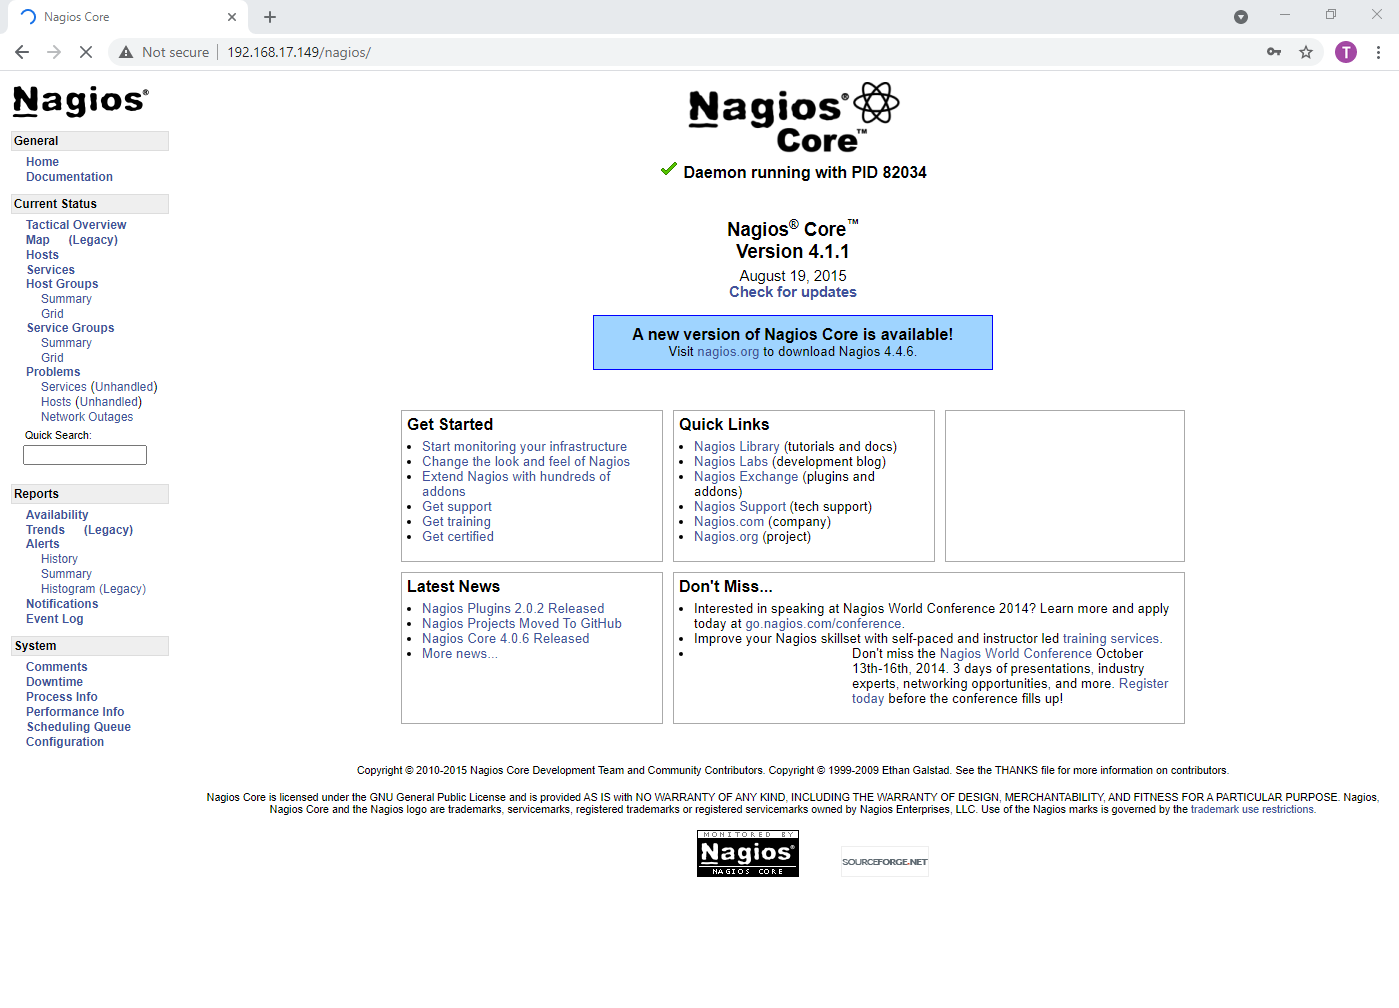 Nagios Core
Not secure
192.168.17.149/nagios/
T
Nagios®
General
Home
Documentation
Current Status
Tactical Overview
Map (Legacy)
Hosts
Services
Host Groups
Summary
Grid
Service Groups
Summary
Grid
Problems
Services (Unhandled)
Hosts (Unhandled)
Network Outages
Quick Search:
Reports
Availability
Trends (Legacy)
Alerts
History
Summary
Histogram (Legacy)
Notifications
Event Log
System
Comments
Downtime
Process Info
Performance Info
Scheduling Queue
Configuration
Nagios®
Core™
Daemon running with PID 82034
Nagios® Core™
Version 4.1.1
August 19, 2015
Check for updates
A new version of Nagios Core is available!
Visit nagios.org to download Nagios 4.4.6.
Get Started
Start monitoring your infrastructure
Change the look and feel of Nagios
Extend Nagios with hundreds of
addons
Get support
Get training
Get certified
Quick Links
Nagios Library (tutorials and docs)
Nagios Labs (development blog)
Nagios Exchange (plugins and
addons)
Nagios Support (tech support)
Nagios.com (company)
Nagios.org (project)
Latest News
Nagios Plugins 2.0.2 Released
Nagios Projects Moved To GitHub
Nagios Core 4.0.6 Released
More news...
Don't Miss...
Interested in speaking at Nagios World Conference 2014? Learn more and apply
today at go.nagios.com/conference.
Improve your Nagios skillset with self-paced and instructor led training services.
Don't miss the Nagios World Conference October
13th-16th, 2014. 3 days of presentations, industry
experts, networking opportunities, and more. Register
today before the conference fills up!
Copyright © 2010-2015 Nagios Core Development Team and Community Contributors. Copyright © 1999-2009 Ethan Galstad. See the THANKS file for more information on contributors.
Nagios Core is licensed under the GNU General Public License and is provided AS IS with NO WARRANTY OF ANY KIND, INCLUDING THE WARRANTY OF DESIGN, MERCHANTABILITY, AND FITNESS FOR A PARTICULAR PURPOSE. Nagios,
Nagios Core and the Nagios logo are trademarks, servicemarks, registered trademarks or registered servicemarks owned by Nagios Enterprises, LLC. Use of the Nagios marks is governed by the trademark use restrictions.
MONITORED BY
Nagios®
NAGIOS CORE
SOURCEFORGE.NET